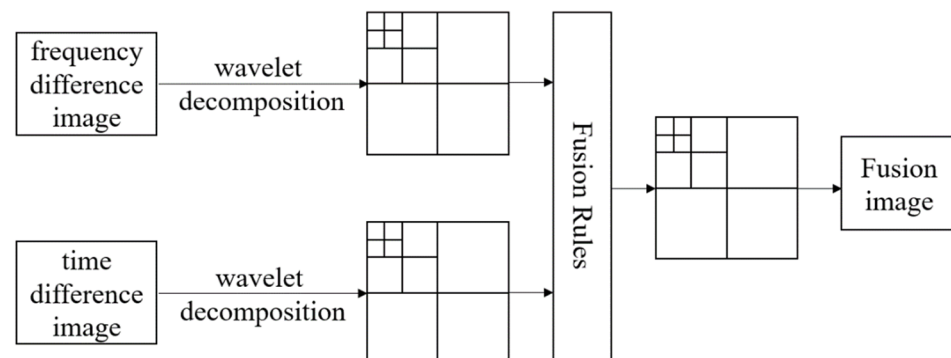 frequency
difference
image
wavelet
decomposition
Fusion Rules
Fusion
image
time
difference
image
wavelet
decomposition